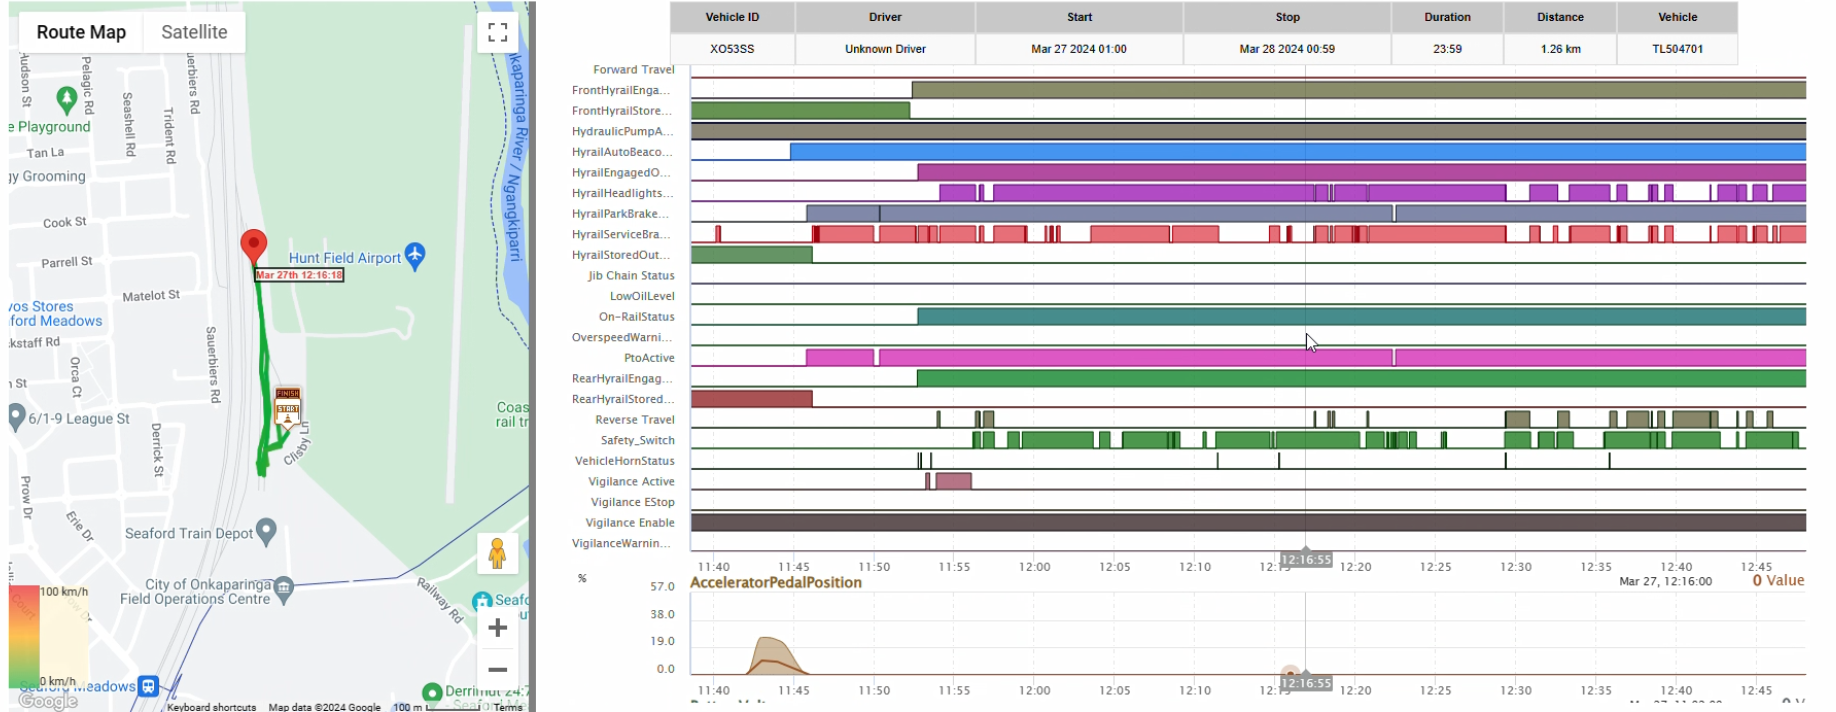 Route Map
Satellite
Hudson St
Pelagic Rd
Seashell Rd
Trident Rd
uerbiers Rd
e Playground
Tan La
gy Grooming
Cook St
Parrell St
Matelot St
vos Stores
ford Meadows
kstaff Rd
Orca Ct
Sauerbiers Rd
n St
6/1-9 League St
Derrick St
Prow Dr
Erie Dr
Hunt Field Airport
Mar 27th 12:16:18
FINISH
START
Clisby Ln
kaparinga River / Ngangkiparri
Coas
rail tr
Seaford Train Depot
City of Onkaparinga
Field Operations Centre
Railway Rd
Seafo
100 km/h
0 km/h
Seaford Meadows
Derrimut 24:7
Google
Keyboard shortcuts
Map data ©2024 Google
100 m
Terms
Vehicle ID Driver Start Stop Duration Distance Vehicle
XO53SS Unknown Driver Mar 27 2024 01:00 Mar 28 2024 00:59 23:59 1.26 km TL504701
Forward Travel
FrontHyrailEnga...
FrontHyrailStore...
HydraulicPumpA...
HyrailAutoBeaco...
HyrailEngagedO...
HyrailHeadlights...
HyrailParkBrake...
HyrailServiceBra...
HyrailStoredOut...
Jib Chain Status
LowOilLevel
On-RailStatus
OverspeedWarni...
PtoActive
RearHyrailEngag...
RearHyrailStored...
Reverse Travel
Safety_Switch
VehicleHornStatus
Vigilance Active
Vigilance EStop
Vigilance Enable
VigilanceWarnin...
11:40 11:45 11:50 11:55 12:00 12:05 12:10 12:16:55 12:20 12:25 12:30 12:35 12:40 12:45
% AcceleratorPedalPosition Mar 27, 12:16:00 0 Value
57.0
38.0
19.0
0.0
11:40 11:45 11:50 11:55 12:00 12:05 12:10 12:16:55 12:20 12:25 12:30 12:35 12:40 12:45